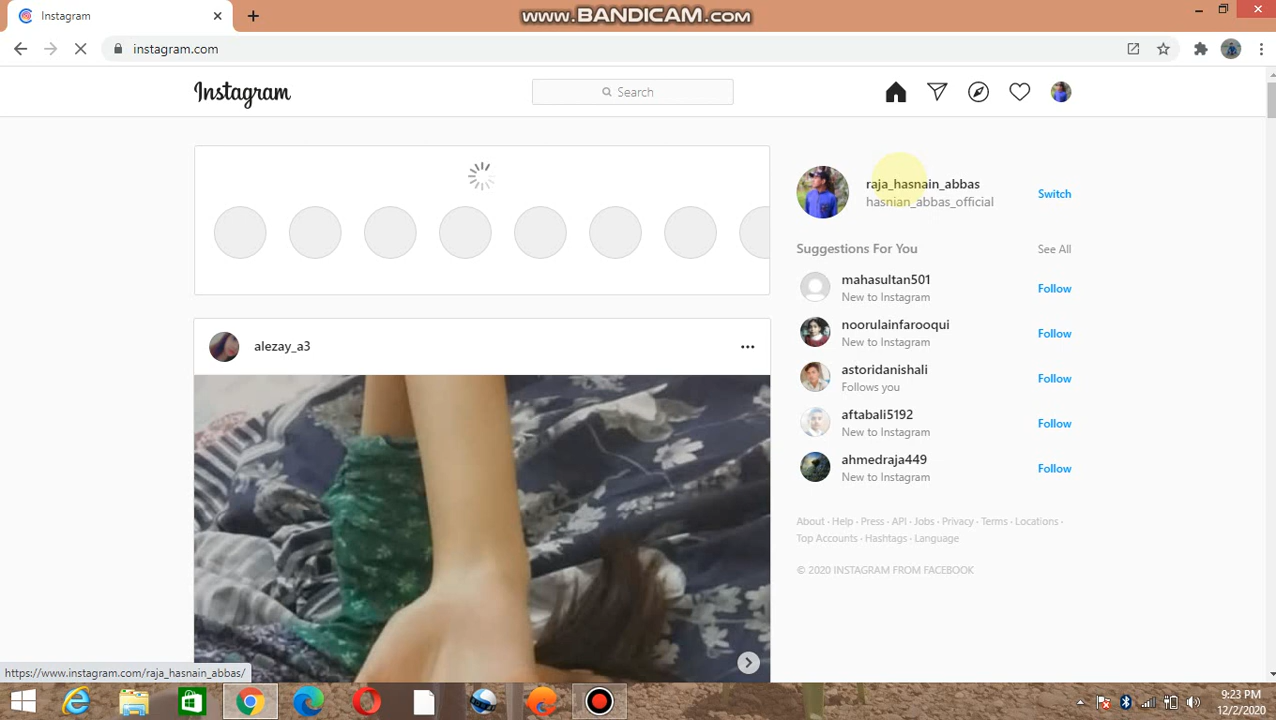 Instagram
www.BANDICAM.com
instagram.com
Instagram
Search
raja_hasnain_abbas
hasnian_abbas_official
Switch
Suggestions For You
See All
mahasultan501
New to Instagram
Follow
noorulainfarooqui
New to Instagram
Follow
astoridanishali
Follows you
Follow
aftabali5192
New to Instagram
Follow
ahmedraja449
New to Instagram
Follow
alezay_a3
About · Help · Press · API · Jobs · Privacy · Terms · Locations ·
Top Accounts · Hashtags · Language
© 2020 INSTAGRAM FROM FACEBOOK
https://www.instagram.com/raja_hasnain_abbas/
9:23 PM
12/2/2020